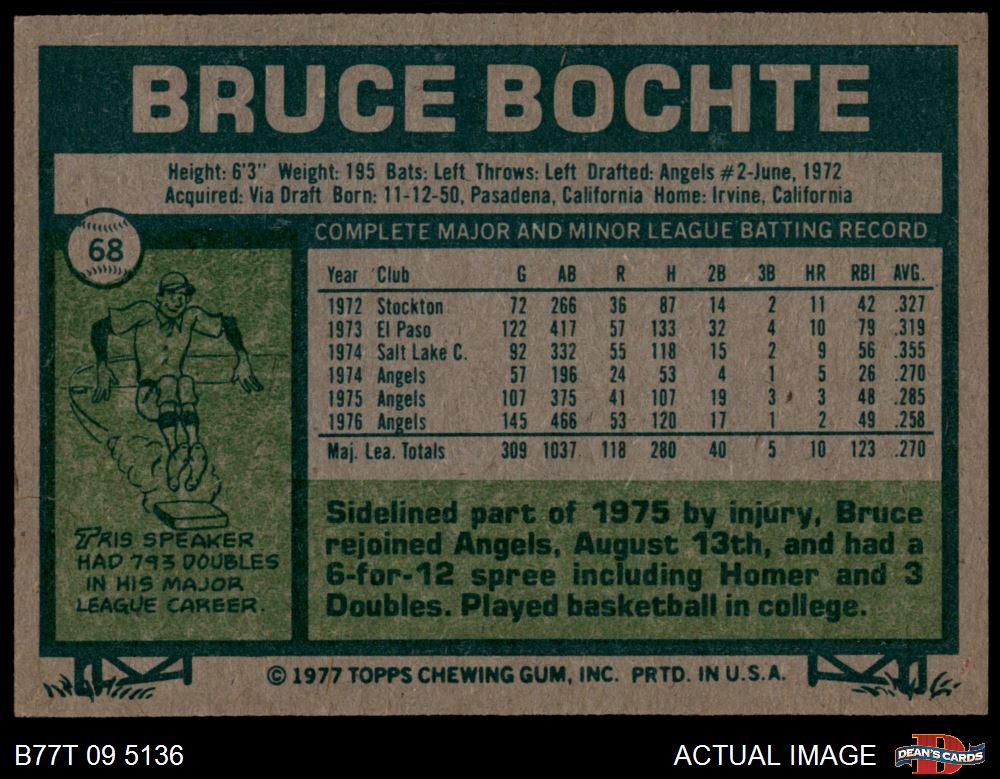 BRUCE BOCHTE
Height: 6'3" Weight: 195 Bats: Left Throws: Left Drafted: Angels #2-June, 1972
Acquired: Via Draft Born: 11-12-50, Pasadena, California Home: Irvine, California
68
COMPLETE MAJOR AND MINOR LEAGUE BATTING RECORD
Year Club G AB R H 2B 3B HR RBI AVG.
1972 Stockton 72 266 36 87 14 2 11 42 .327
1973 El Paso 122 417 57 133 32 4 10 79 .319
1974 Salt Lake C. 92 332 55 118 15 2 9 56 .355
1974 Angels 57 196 24 53 4 1 5 26 .270
1975 Angels 107 375 41 107 19 3 3 48 .285
1976 Angels 145 466 53 120 17 1 2 49 .258
Maj. Lea. Totals 309 1037 118 280 40 5 10 123 .270
TRIS SPEAKER
HAD 793 DOUBLES
IN HIS MAJOR
LEAGUE CAREER.
Sidelined part of 1975 by injury, Bruce
rejoined Angels, August 13th, and had a
6-for-12 spree including Homer and 3
Doubles. Played basketball in college.
© 1977 TOPPS CHEWING GUM, INC. PRTD. IN U.S.A.
B77T 09 5136
ACTUAL IMAGE
D
DEAN'S CARDS